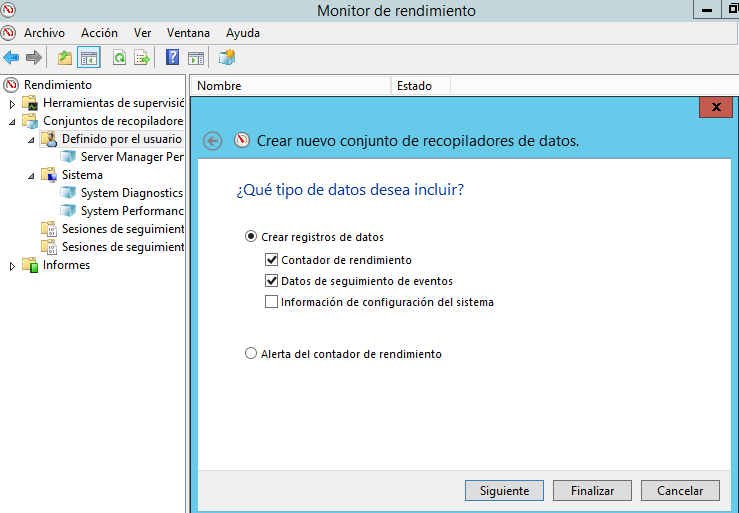 Monitor de rendimiento
Archivo Acción Ver Ventana Ayuda
Rendimiento
Herramientas de supervisió
Conjuntos de recopiladore
Definido por el usuario
Server Manager Per
Sistema
System Diagnostics
System Performanc
Sesiones de seguimient
Sesiones de seguimient
Informes
Nombre Estado
Crear nuevo conjunto de recopiladores de datos.
¿Qué tipo de datos desea incluir?
Crear registros de datos
Contador de rendimiento
Datos de seguimiento de eventos
Información de configuración del sistema
Alerta del contador de rendimiento
Siguiente Finalizar Cancelar